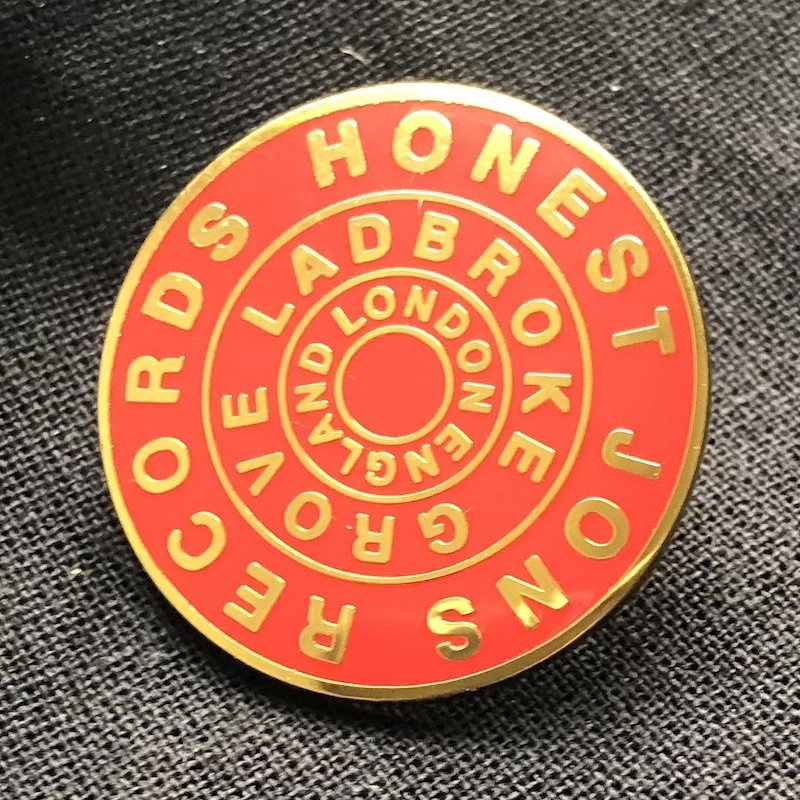 HONEST JONS RECORDS
LADBROKE GROVE
LONDON ENGLAND